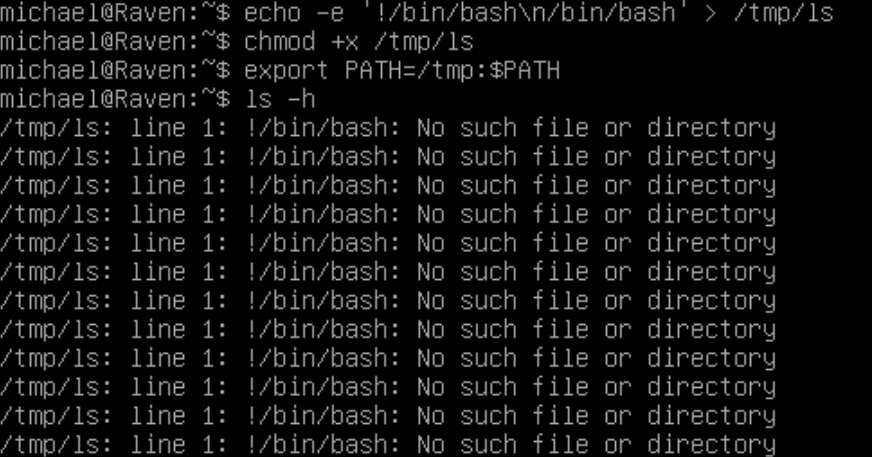 michael@Raven:~$ echo -e '!/bin/bash\n/bin/bash' > /tmp/ls
michael@Raven:~$ chmod +x /tmp/ls
michael@Raven:~$ export PATH=/tmp:$PATH
michael@Raven:~$ ls -h
/tmp/ls: line 1: !/bin/bash: No such file or directory
/tmp/ls: line 1: !/bin/bash: No such file or directory
/tmp/ls: line 1: !/bin/bash: No such file or directory
/tmp/ls: line 1: !/bin/bash: No such file or directory
/tmp/ls: line 1: !/bin/bash: No such file or directory
/tmp/ls: line 1: !/bin/bash: No such file or directory
/tmp/ls: line 1: !/bin/bash: No such file or directory
/tmp/ls: line 1: !/bin/bash: No such file or directory
/tmp/ls: line 1: !/bin/bash: No such file or directory
/tmp/ls: line 1: !/bin/bash: No such file or directory
/tmp/ls: line 1: !/bin/bash: No such file or directory
/tmp/ls: line 1: !/bin/bash: No such file or directory